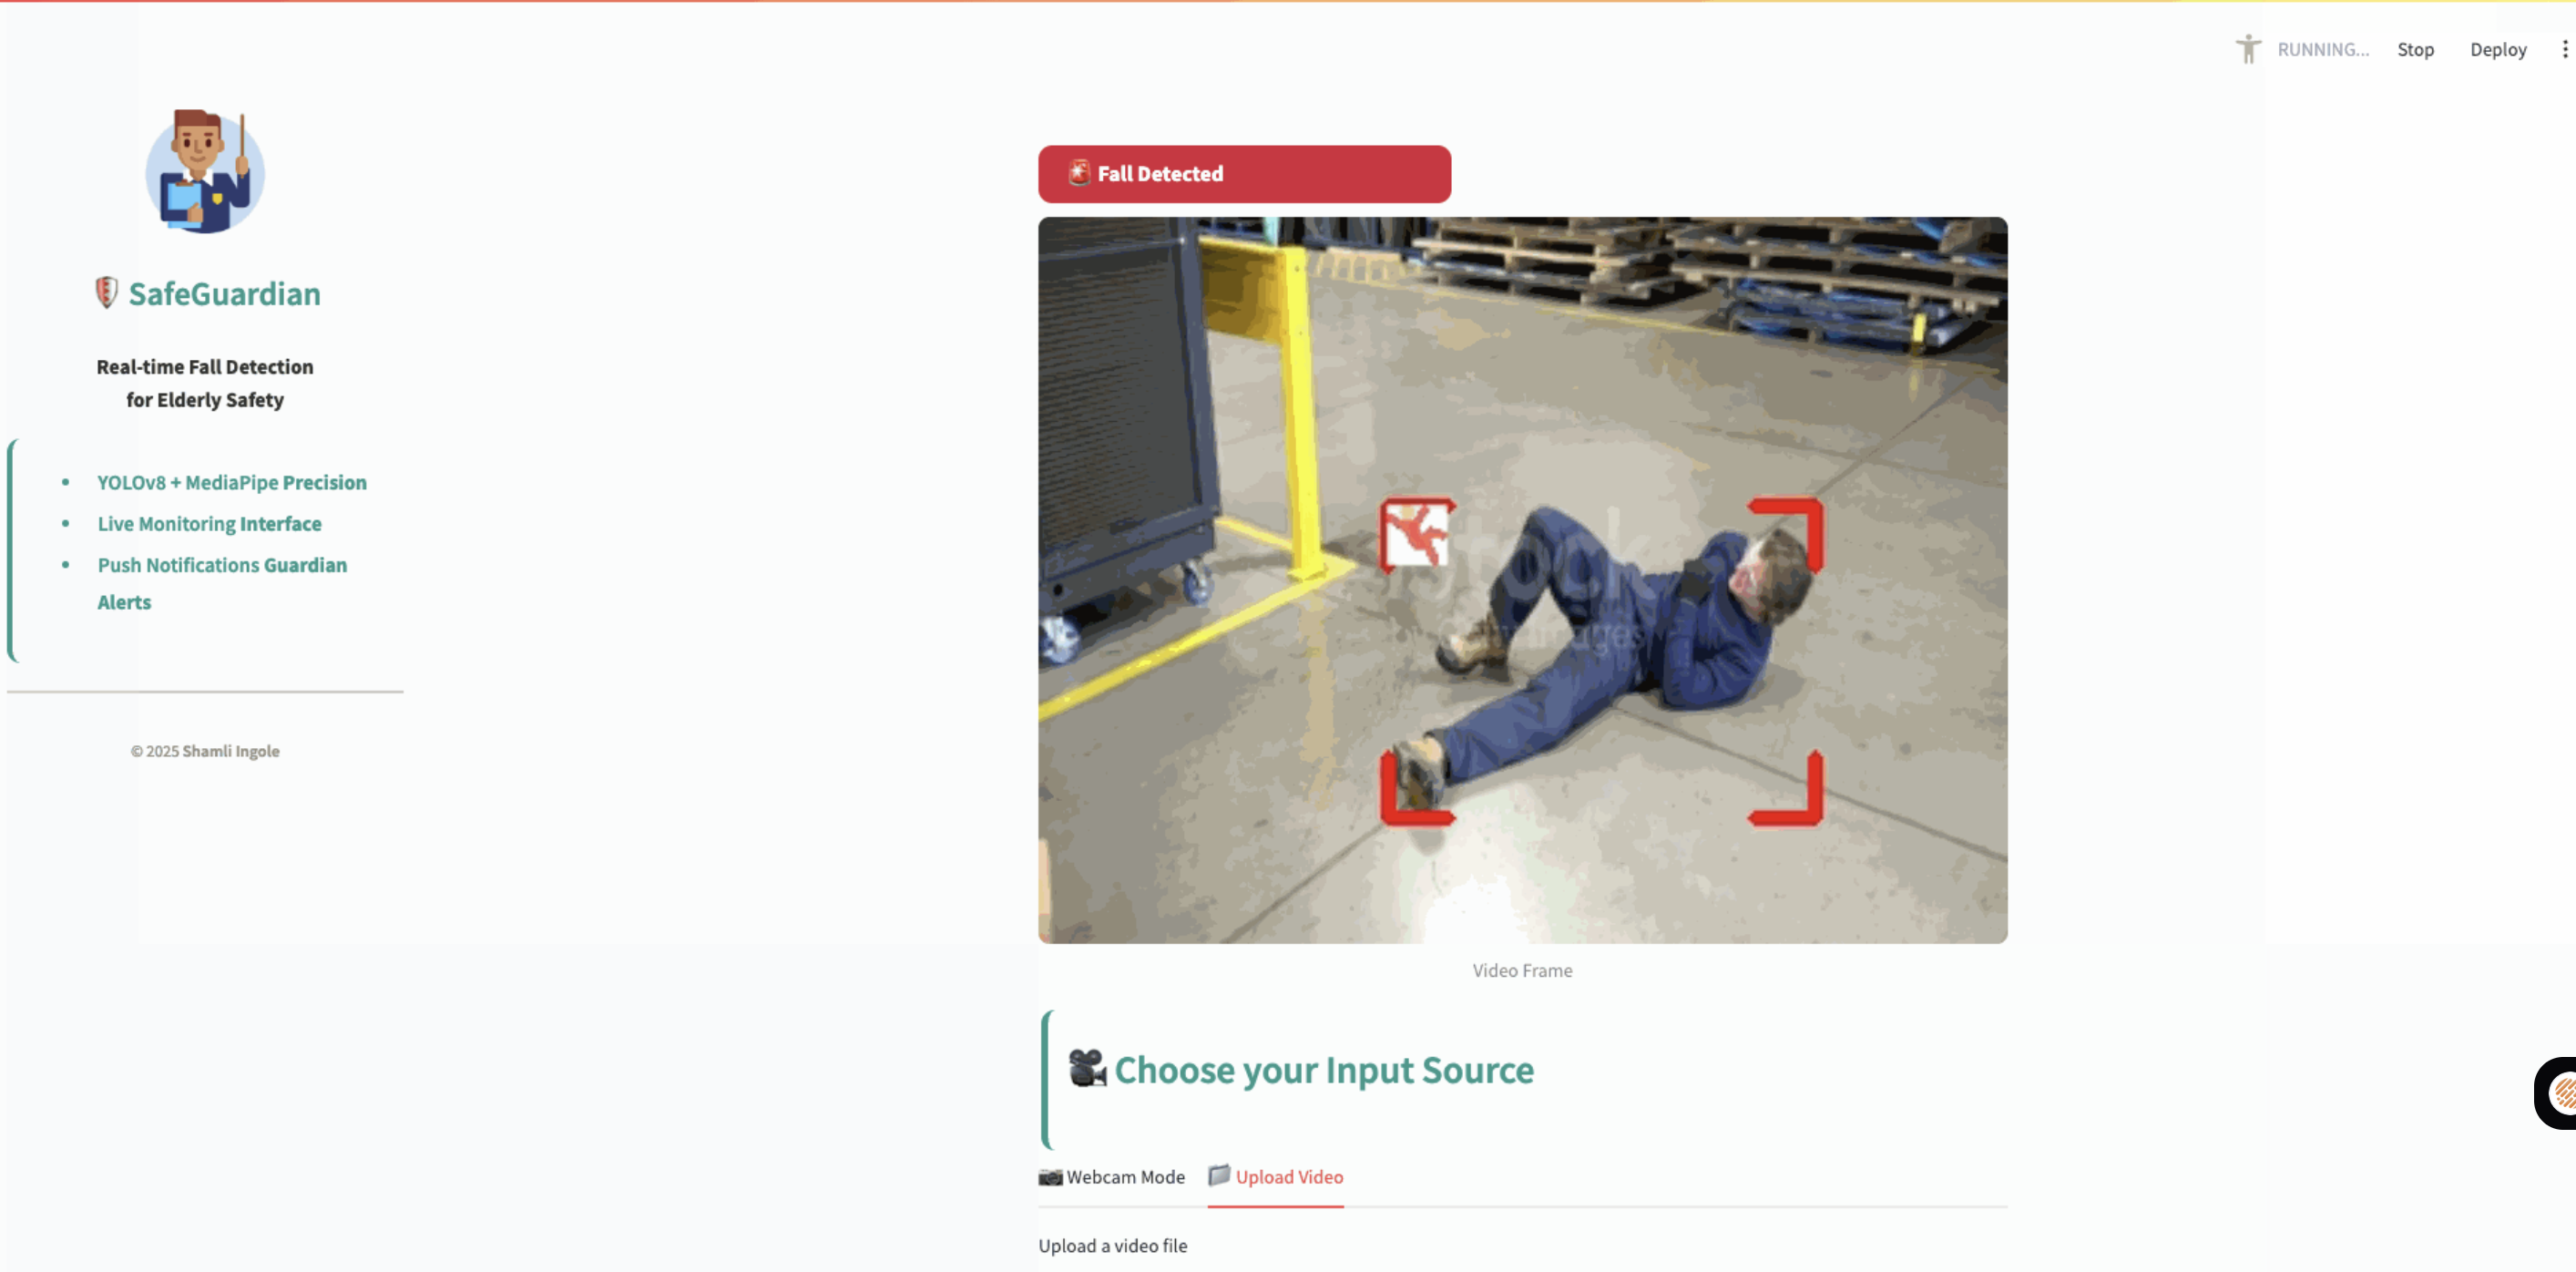 RUNNING...
Stop
Deploy
SafeGuardian
Real-time Fall Detection
for Elderly Safety
YOLOv8 + MediaPipe Precision
Live Monitoring Interface
Push Notifications Guardian
Alerts
© 2025 Shamli Ingole
Fall Detected
Video Frame
Choose your Input Source
Webcam Mode
Upload Video
Upload a video file